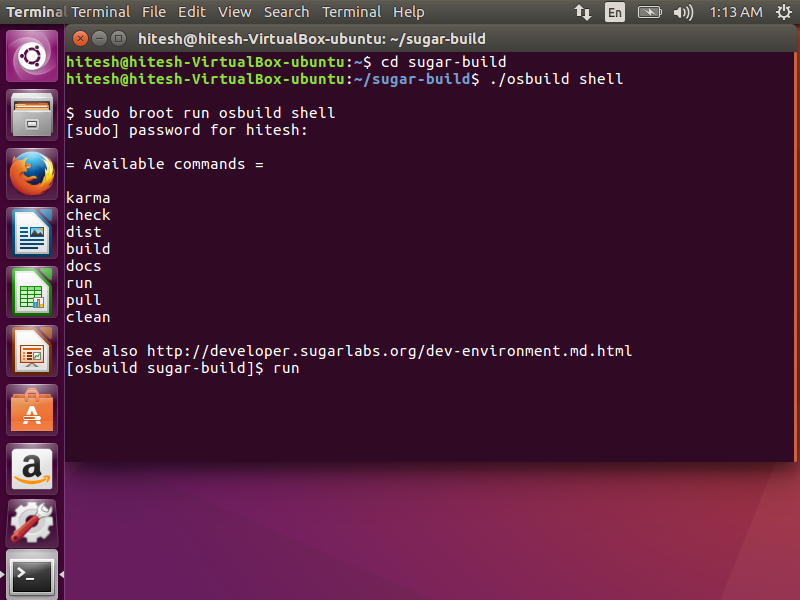 Terminal Terminal File Edit View Search Terminal Help En 1:13 AM
hitesh@hitesh-VirtualBox-ubuntu: ~/sugar-build
hitesh@hitesh-VirtualBox-ubuntu:~$ cd sugar-build
hitesh@hitesh-VirtualBox-ubuntu:~/sugar-build$ ./osbuild shell
$ sudo broot run osbuild shell
[sudo] password for hitesh:
= Available commands =
karma
check
dist
build
docs
run
pull
clean
See also http://developer.sugarlabs.org/dev-environment.md.html
[osbuild sugar-build]$ run
A
a
>_